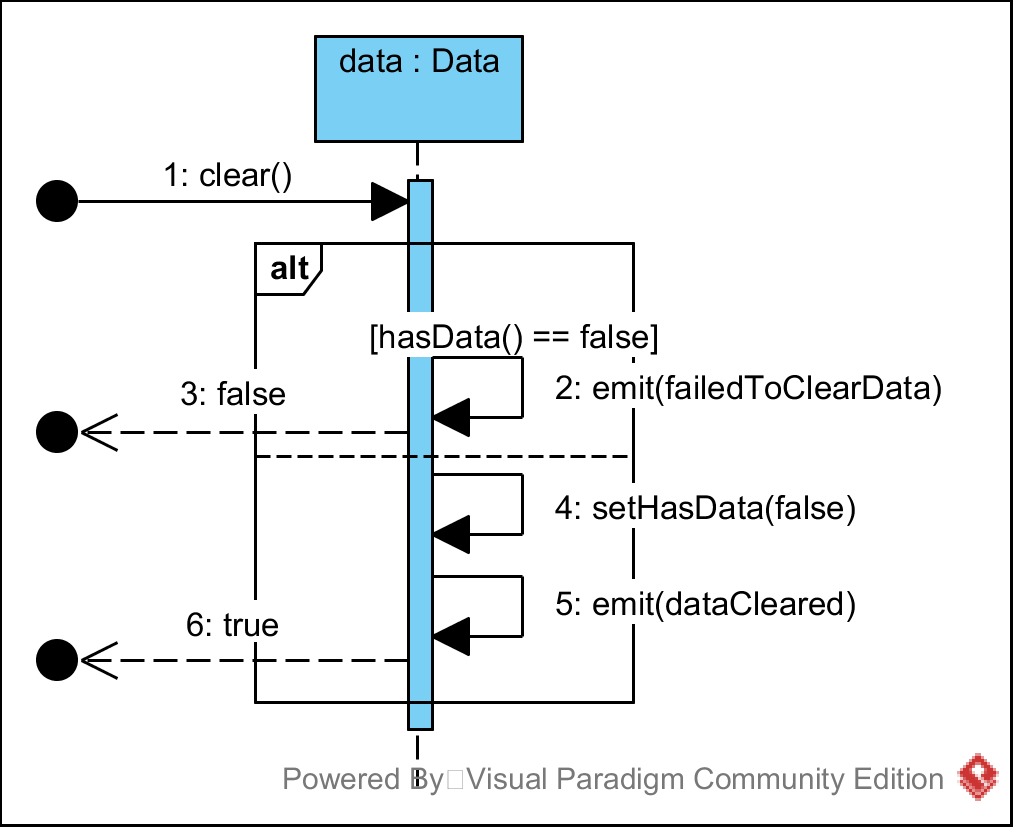 data : Data
1: clear()
alt
[hasData() == false]
2: emit(failedToClearData)
3: false
4: setHasData(false)
5: emit(dataCleared)
6: true
Powered By Visual Paradigm Community Edition